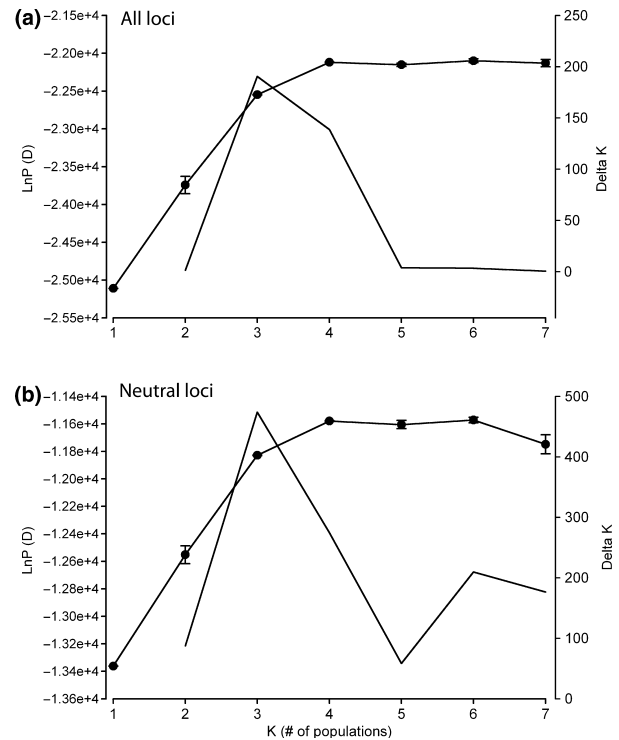 (a) All loci
−2.15e+4
−2.20e+4
−2.25e+4
−2.30e+4
−2.35e+4
−2.40e+4
−2.45e+4
−2.50e+4
−2.55e+4
LnP (D)
250
200
150
100
50
0
Delta K
1 2 3 4 5 6 7
(b) Neutral loci
−1.14e+4
−1.16e+4
−1.18e+4
−1.20e+4
−1.22e+4
−1.24e+4
−1.26e+4
−1.28e+4
−1.30e+4
−1.32e+4
−1.34e+4
−1.36e+4
LnP (D)
500
400
300
200
100
0
Delta K
1 2 3 4 5 6 7
K (# of populations)